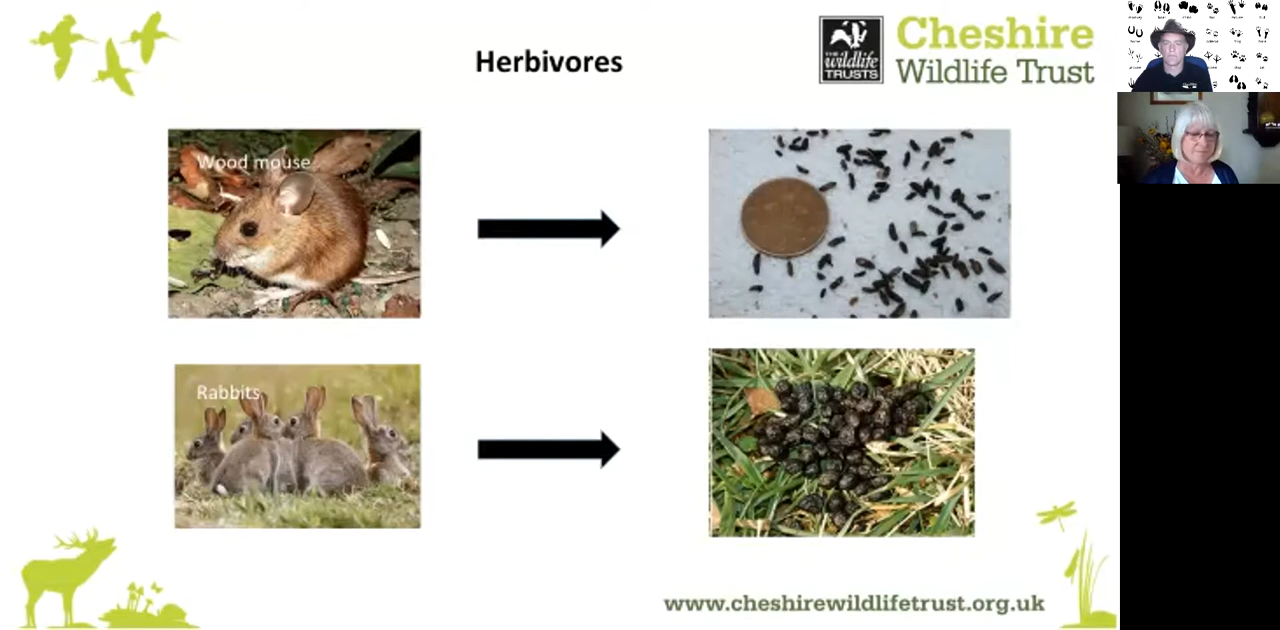 Herbivores
THE
wildlife
TRUSTS
Cheshire
Wildlife Trust
Wood mouse
Rabbits
www.cheshirewildlifetrust.org.uk